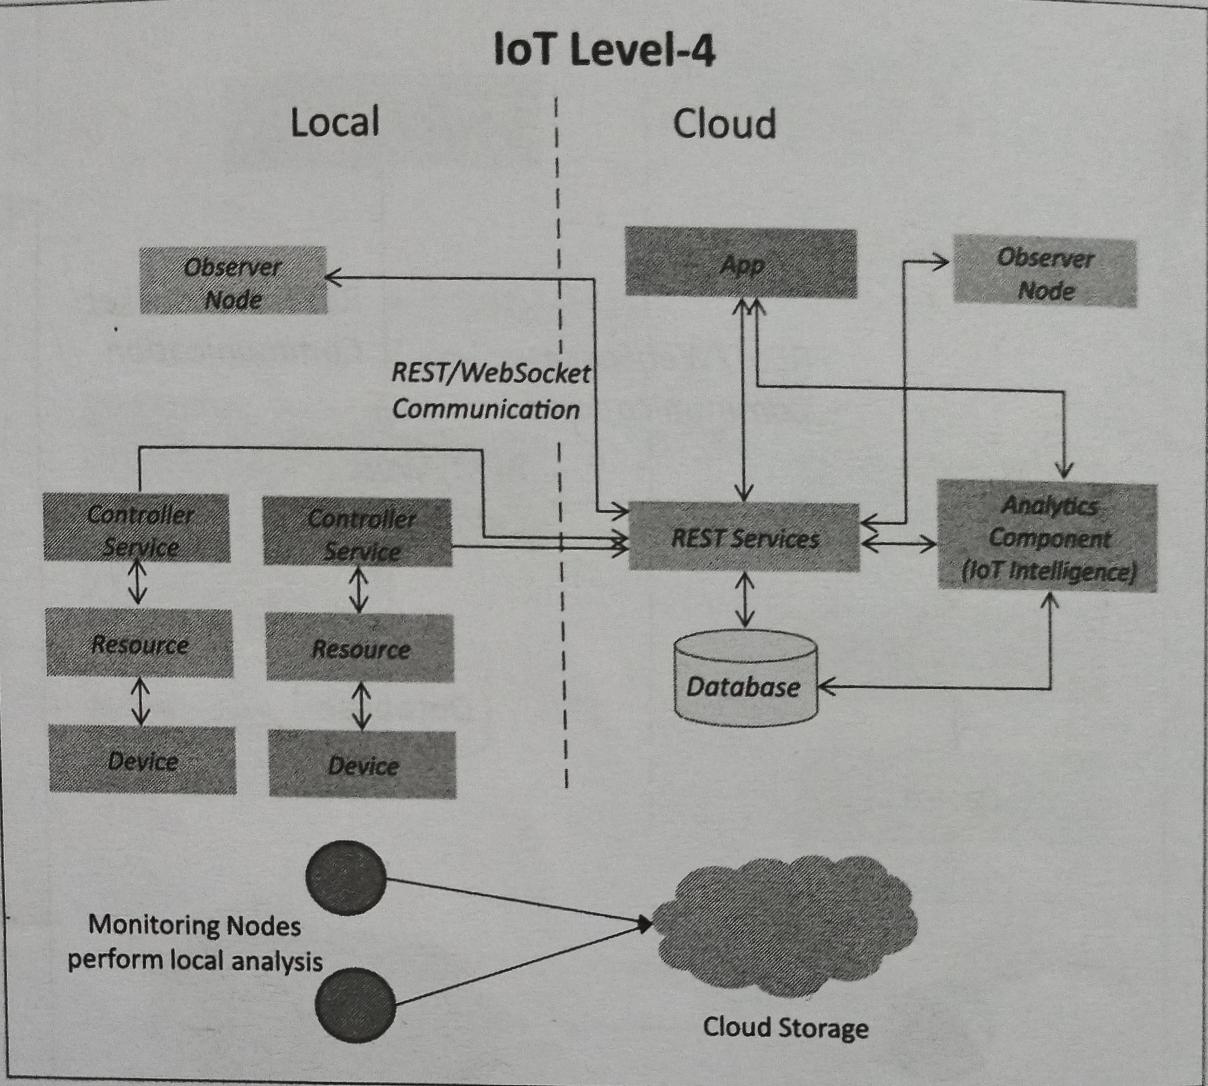 IoT Level-4
Local
Cloud
Observer
Node
App
Observer
Node
REST/WebSocket
Communication
Controller
Service
Controller
Service
REST Services
Analytics
Component
(IoT Intelligence)
Resource
Resource
Database
Device
Device
Monitoring Nodes
perform local analysis
Cloud Storage